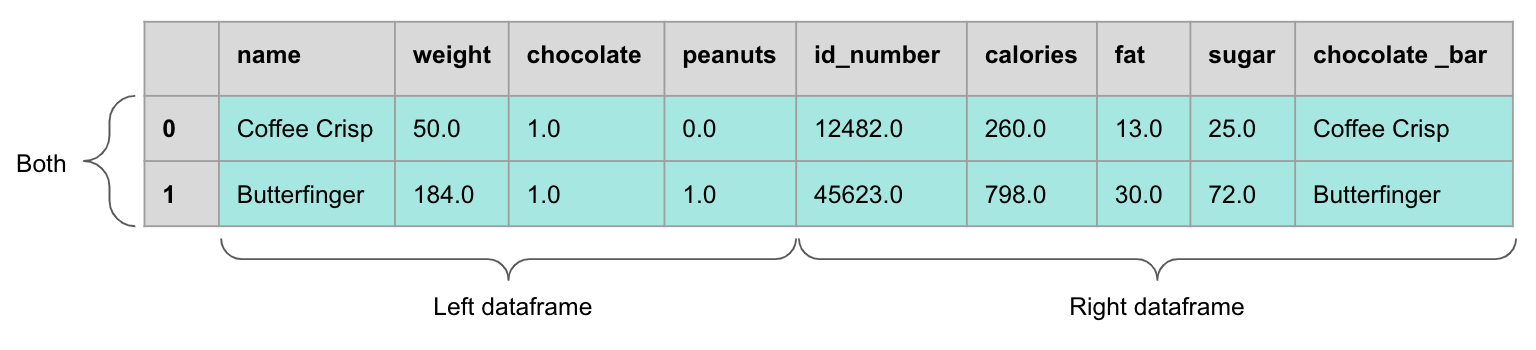 name weight chocolate peanuts id_number calories fat sugar chocolate _bar
0 Coffee Crisp 50.0 1.0 0.0 12482.0 260.0 13.0 25.0 Coffee Crisp
Both
1 Butterfinger 184.0 1.0 1.0 45623.0 798.0 30.0 72.0 Butterfinger
Left dataframe Right dataframe